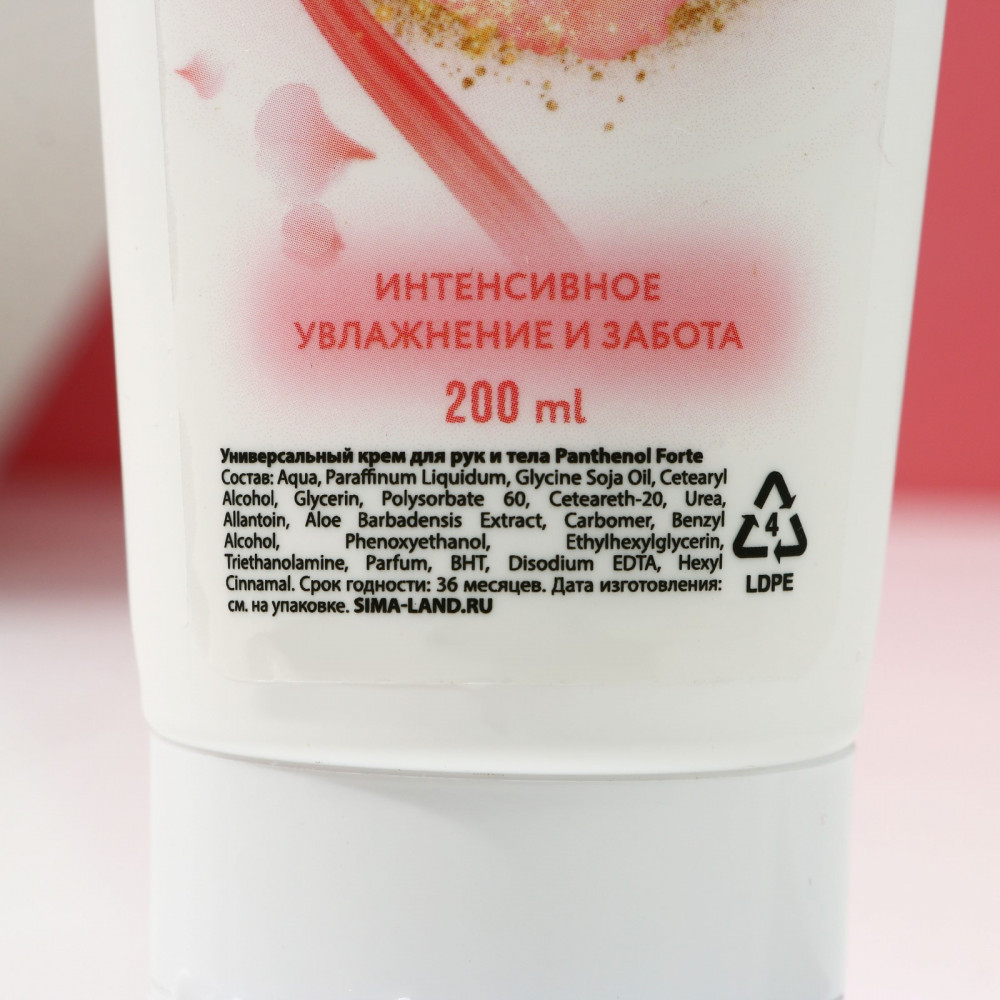 ИНТЕНСИВНОЕ
УВЛАЖНЕНИЕ И ЗАБОТА
200 ml
Универсальный крем для рук и тела Panthenol Forte
Состав: Aqua, Paraffinum Liquidum, Glycine Soja Oil, Cetearyl
Alcohol, Glycerin, Polysorbate 60, Ceteareth-20, Urea,
Allantoin, Aloe Barbadensis Extract, Carbomer, Benzyl
Alcohol, Phenoxyethanol, Ethylhexylglycerin,
Triethanolamine, Parfum, BHT, Disodium EDTA, Hexyl
Cinnamal. Срок годности: 36 месяцев. Дата изготовления:
см. на упаковке. SIMA-LAND.RU
4
LDPE